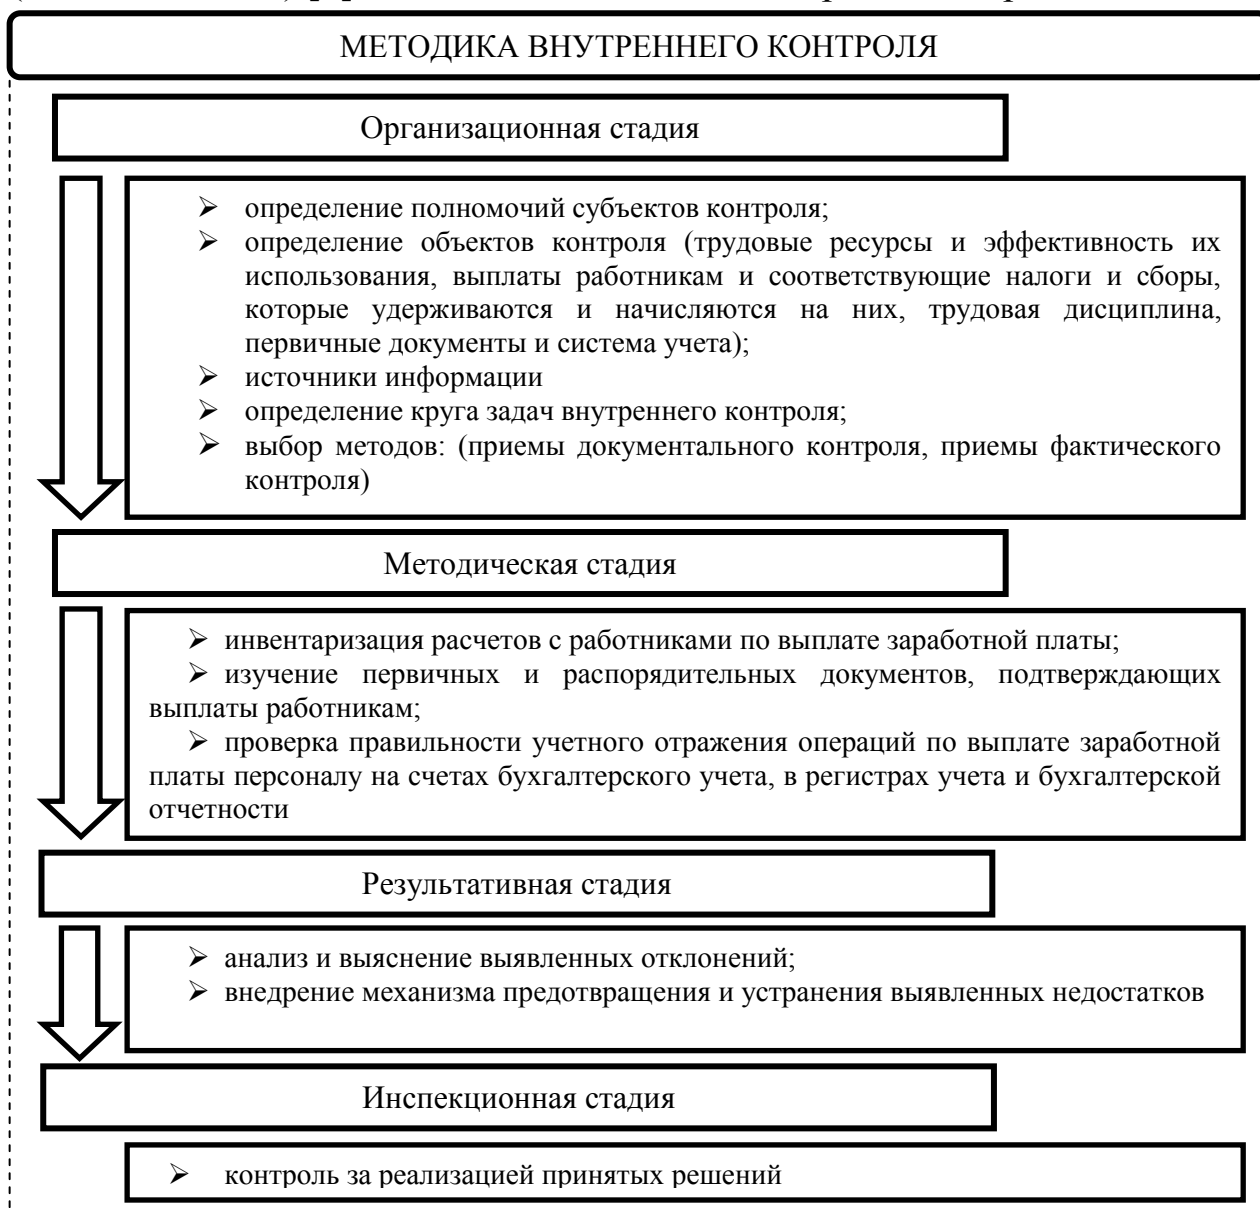 МЕТОДИКА ВНУТРЕННЕГО КОНТРОЛЯ
Организационная стадия
➢ определение полномочий субъектов контроля;
➢ определение объектов контроля (трудовые ресурсы и эффективность их
использования, выплаты работникам и соответствующие налоги и сборы,
которые удерживаются и начисляются на них, трудовая дисциплина,
первичные документы и система учета);
➢ источники информации
➢ определение круга задач внутреннего контроля;
➢ выбор методов: (приемы документального контроля, приемы фактического
контроля)
Методическая стадия
➢ инвентаризация расчетов с работниками по выплате заработной платы;
➢ изучение первичных и распорядительных документов, подтверждающих
выплаты работникам;
➢ проверка правильности учетного отражения операций по выплате заработной
платы персоналу на счетах бухгалтерского учета, в регистрах учета и бухгалтерской
отчетности
Результативная стадия
➢ анализ и выяснение выявленных отклонений;
➢ внедрение механизма предотвращения и устранения выявленных недостатков
Инспекционная стадия
➢ контроль за реализацией принятых решений